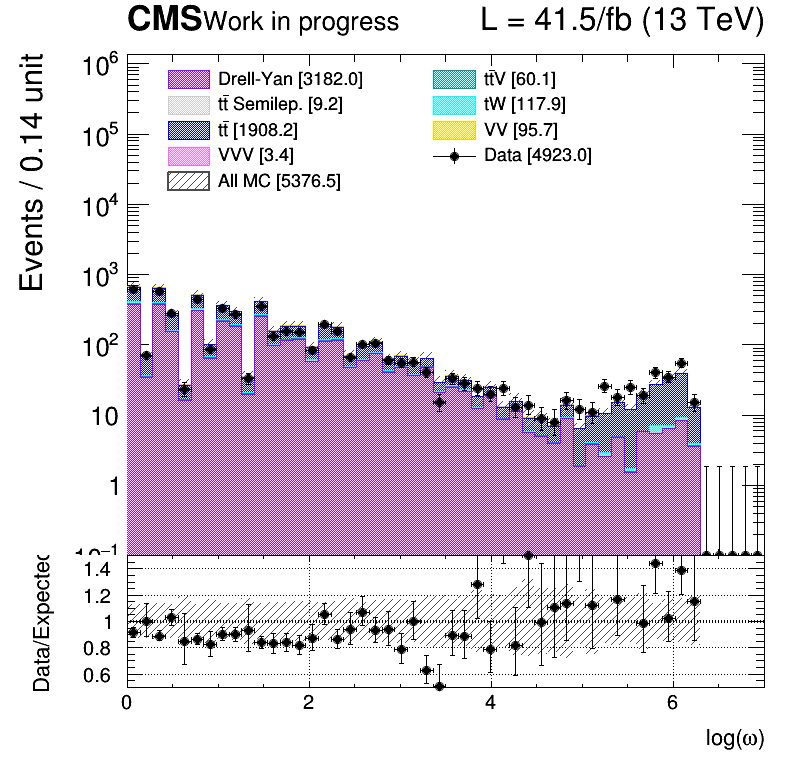 CMS Work in progress L = 41.5/fb (13 TeV)
Events / 0.14 unit
10⁶
10⁵
10⁴
10³
10²
10
1
10⁻¹
Drell-Yan [3182.0]
tt̄ Semilep. [9.2]
tt̄ [1908.2]
VVV [3.4]
All MC [5376.5]
tt̄V [60.1]
tW [117.9]
VV [95.7]
Data [4923.0]
Data/Expected
1.4
1.2
1
0.8
0.6
0 2 4 6
log(ω)